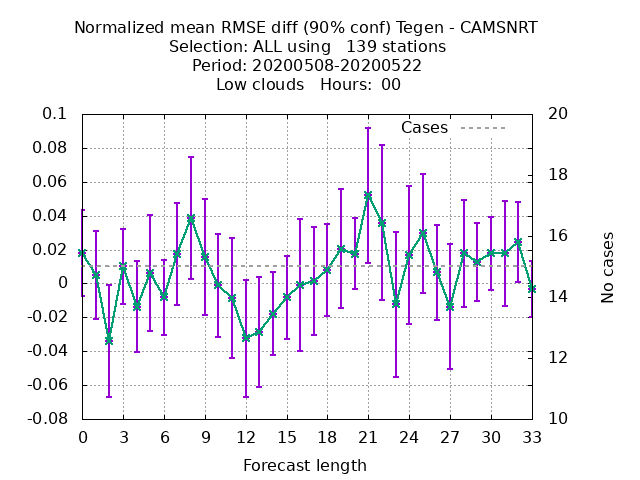 Normalized mean RMSE diff (90% conf) Tegen - CAMSNRT
Selection: ALL using   139 stations
Period: 20200508-20200522
Low clouds   Hours:  00
0.1
0.08
0.06
0.04
0.02
0
-0.02
-0.04
-0.06
-0.08
Cases
20
18
16
14
12
10
No cases
0 3 6 9 12 15 18 21 24 27 30 33
Forecast length